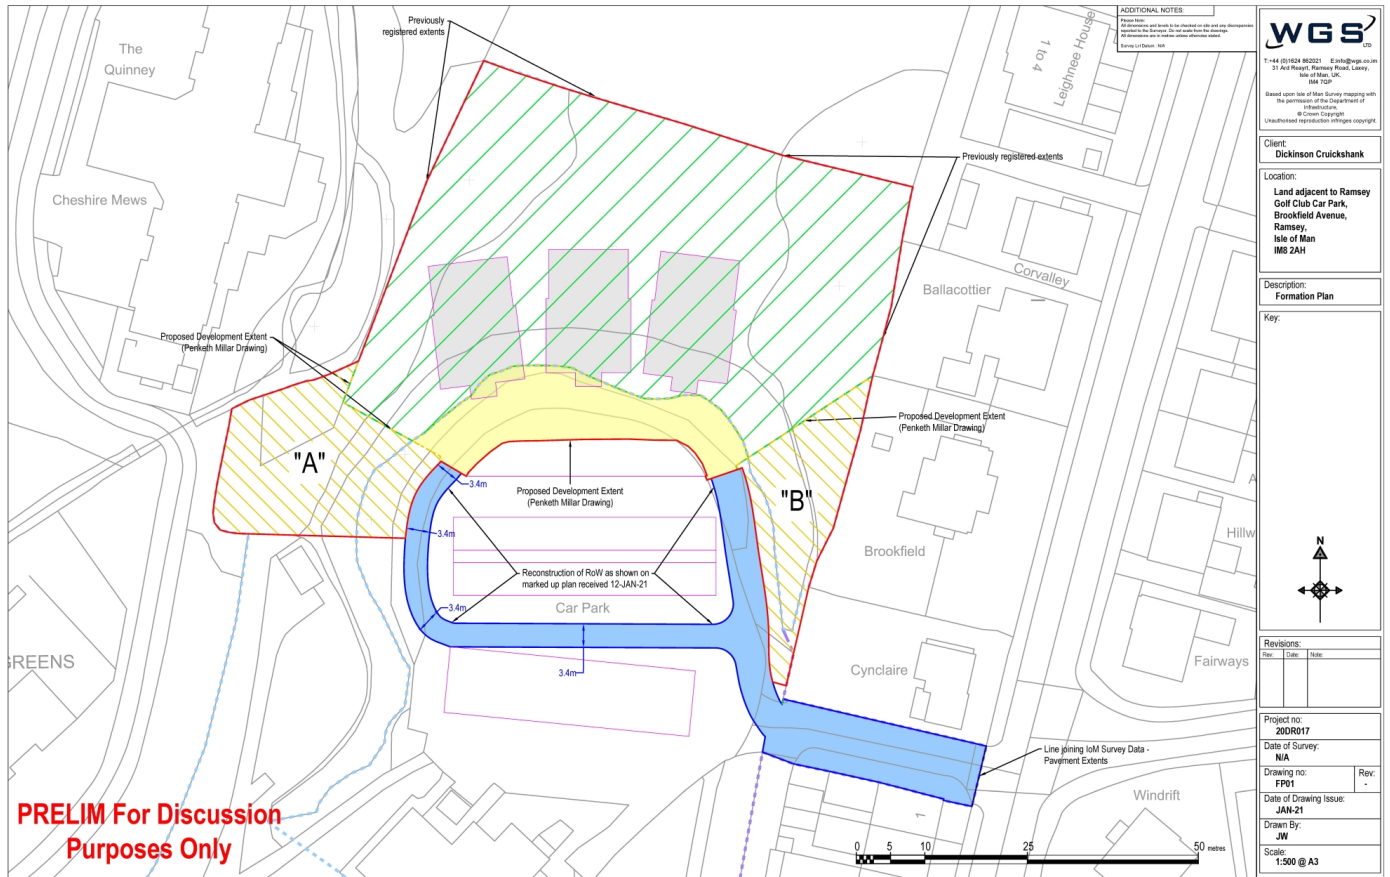 Previously
registered extents
The
Quinney
Cheshire Mews
Proposed Development Extent
(Penketh Millar Drawing)
"A"
3.4m
3.4m
3.4m
3.4m
Proposed Development Extent
(Penketh Millar Drawing)
Reconstruction of RoW as shown on
marked up plan received 12-JAN-21
Car Park
"B"
Proposed Development Extent
(Penketh Millar Drawing)
Previously registered extents
Leighnee House
1 to 4
Corvalley
Ballacottier
Brookfield
Cynclaire
Hillw
A
Fairways
Windrift
1
GREENS
Line joining IoM Survey Data -
Pavement Extents
PRELIM For Discussion
Purposes Only
0 5 10 25 50 metres
ADDITIONAL NOTES:
Please Note:
All dimensions and levels to be checked on site and any discrepancies
reported to the Surveyor. Do not scale from the drawings.
All dimensions are in metres unless otherwise stated.
Survey Lvl Datum : N/A
WGS LTD
T:+44 (0)1624 862021 E:info@wgs.co.im
31 Ard Reayrt, Ramsey Road, Laxey,
Isle of Man, UK.
IM4 7QP
Based upon Isle of Man Survey mapping with
the permission of the Department of
Infrastructure,
© Crown Copyright
Unauthorised reproduction infringes copyright
Client:
Dickinson Cruickshank
Location:
Land adjacent to Ramsey
Golf Club Car Park,
Brookfield Avenue,
Ramsey,
Isle of Man
IM8 2AH
Description:
Formation Plan
Key:
N
Revisions:
Rev: Date: Note:
Project no:
20DR017
Date of Survey:
N/A
Drawing no: Rev:
FP01 -
Date of Drawing Issue:
JAN-21
Drawn By:
JW
Scale:
1:500 @ A3